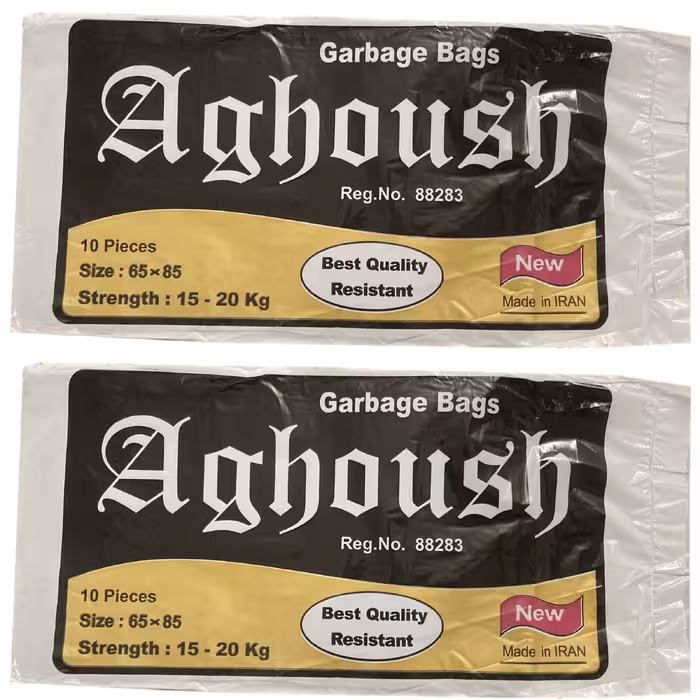 Garbage Bags
Aghoush
Reg.No. 88283
10 Pieces
Size : 65×85
Strength : 15 - 20 Kg
Best Quality
Resistant
New
Made in IRAN
Garbage Bags
Aghoush
Reg.No. 88283
10 Pieces
Size : 65×85
Strength : 15 - 20 Kg
Best Quality
Resistant
New
Made in IRAN